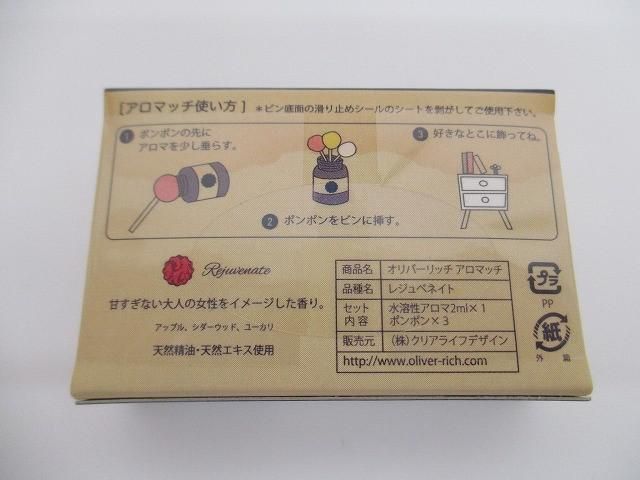 [アロマッチ使い方] *ビン底面の滑り止めシールのシートを剥がしてご使用下さい。
1 ポンポンの先に
アロマを少し垂らす。
2 ポンポンをビンに挿す。
3 好きなとこに飾ってね。
Rejuvenate
甘すぎない大人の女性をイメージした香り。
アップル、シダーウッド、ユーカリ
天然精油・天然エキス使用
商品名 オリバーリッチ アロマッチ
品種名 レジュベネイト
セット内容 水溶性アロマ2ml×1
ポンポン×3
販売元 (株)クリアライフデザイン
http://www.oliver-rich.com
プラ
PP
紙
外 箱